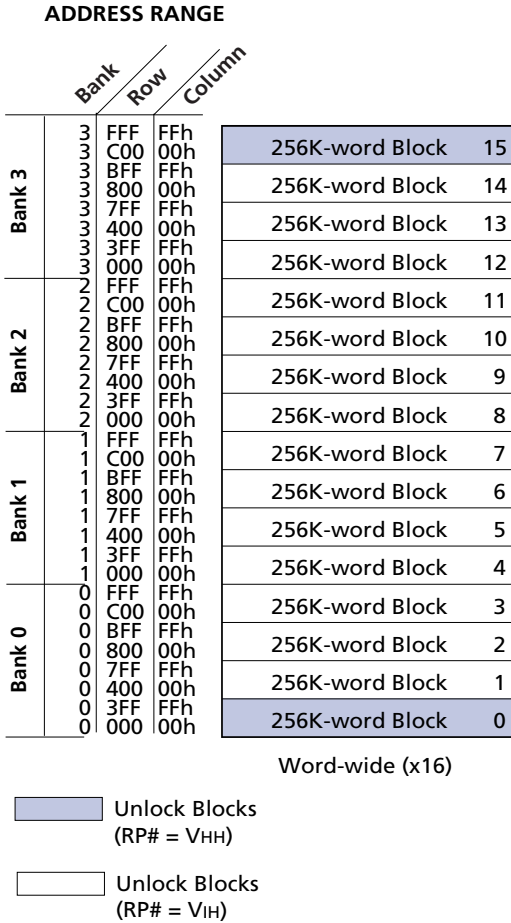 ADDRESS RANGE
Bank Row Column
Bank 3
3 FFF FFh
3 C00 00h
256K-word Block 15
3 BFF FFh
3 800 00h
256K-word Block 14
3 7FF FFh
3 400 00h
256K-word Block 13
3 3FF FFh
3 000 00h
256K-word Block 12
Bank 2
2 FFF FFh
2 C00 00h
256K-word Block 11
2 BFF FFh
2 800 00h
256K-word Block 10
2 7FF FFh
2 400 00h
256K-word Block 9
2 3FF FFh
2 000 00h
256K-word Block 8
Bank 1
1 FFF FFh
1 C00 00h
256K-word Block 7
1 BFF FFh
1 800 00h
256K-word Block 6
1 7FF FFh
1 400 00h
256K-word Block 5
1 3FF FFh
1 000 00h
256K-word Block 4
Bank 0
0 FFF FFh
0 C00 00h
256K-word Block 3
0 BFF FFh
0 800 00h
256K-word Block 2
0 7FF FFh
0 400 00h
256K-word Block 1
0 3FF FFh
0 000 00h
256K-word Block 0
Word-wide (x16)
Unlock Blocks
(RP# = VHH)
Unlock Blocks
(RP# = VIH)